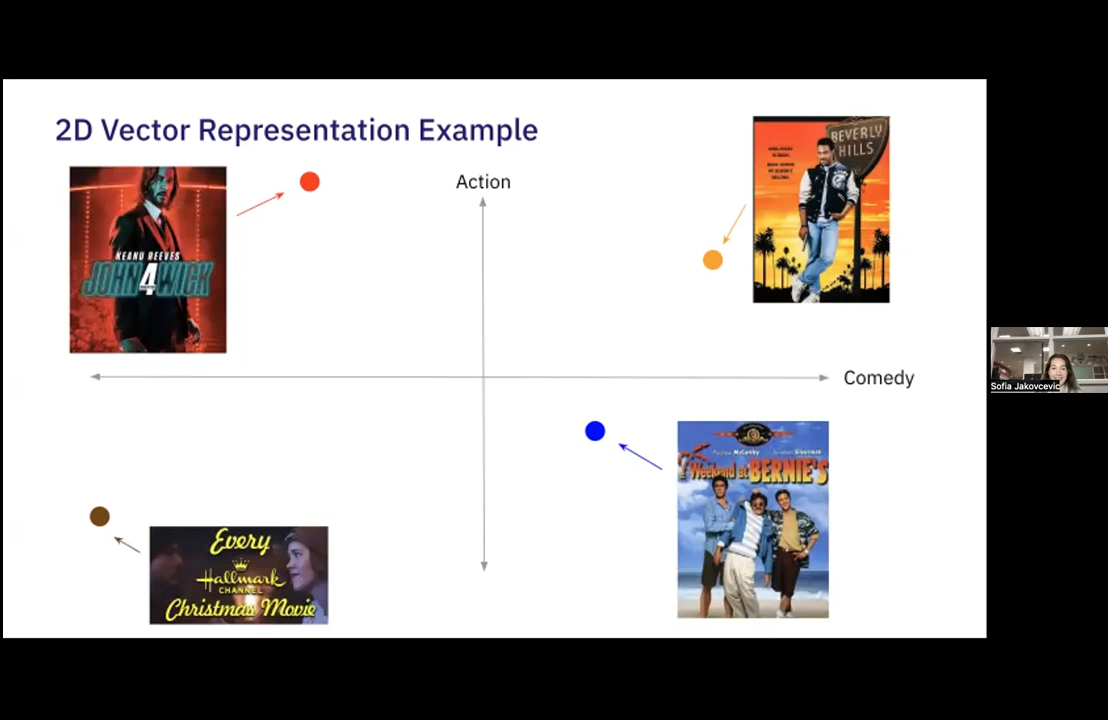 2D Vector Representation Example
KEANU REEVES
JOHN WICK
4
Action
BEVERLY
HILLS
Comedy
Sofia Jakovcevic
Weekend at BERNIE'S
Every
Hallmark
CHANNEL
Christmas Movie